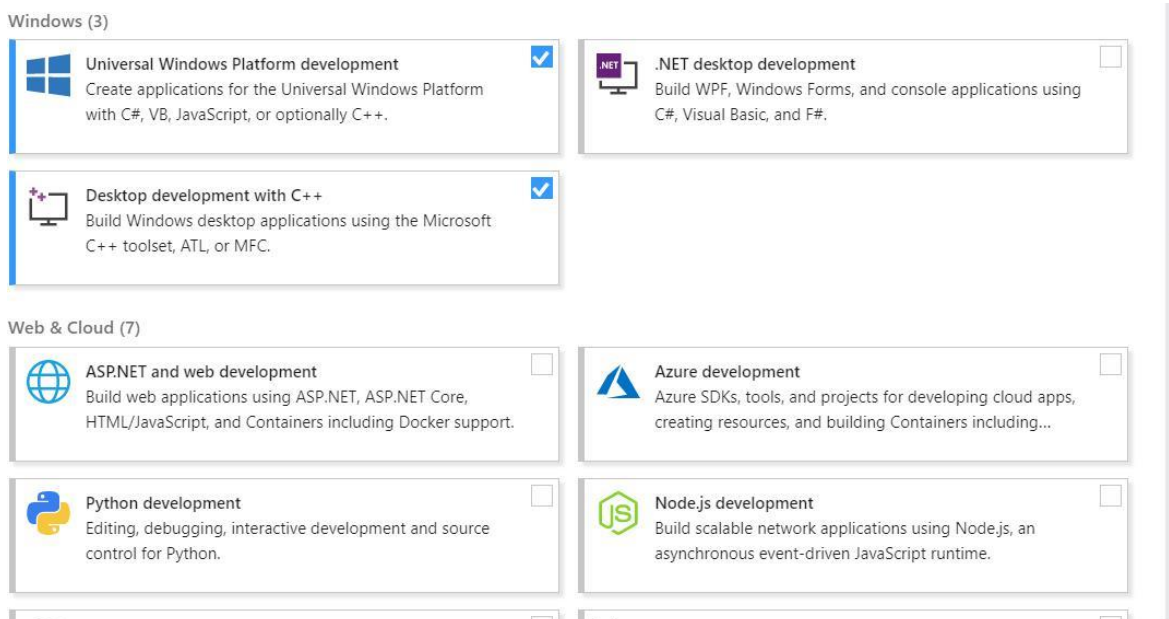 Windows (3)
Universal Windows Platform development
Create applications for the Universal Windows Platform
with C#, VB, JavaScript, or optionally C++.
.NET
.NET desktop development
Build WPF, Windows Forms, and console applications using
C#, Visual Basic, and F#.
Desktop development with C++
Build Windows desktop applications using the Microsoft
C++ toolset, ATL, or MFC.
Web & Cloud (7)
ASP.NET and web development
Build web applications using ASP.NET, ASP.NET Core,
HTML/JavaScript, and Containers including Docker support.
Azure development
Azure SDKs, tools, and projects for developing cloud apps,
creating resources, and building Containers including...
Python development
Editing, debugging, interactive development and source
control for Python.
JS
Node.js development
Build scalable network applications using Node.js, an
asynchronous event-driven JavaScript runtime.